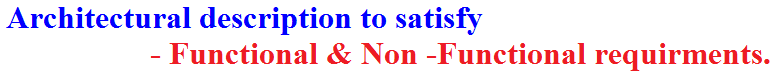 Architectural description to satisfy
- Functional & Non -Functional requirments.